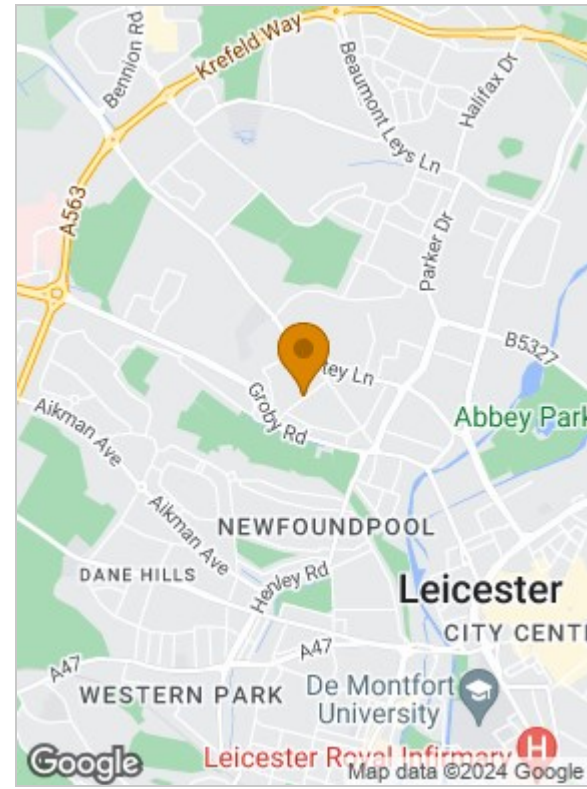 Krefeld Way
Bennion Rd
Beaumont Leys Ln
Halifax Dr
A563
Parker Dr
B5327
tey Ln
Groby Rd
Abbey Park
Aikman Ave
Aikman Ave
NEWFOUNDPOOL
DANE HILLS
Henley Rd
Leicester
CITY CENT
A47
A47
WESTERN PARK
De Montfort
University
Leicester Royal Infirmary
H
Google
Map data ©2024 Google